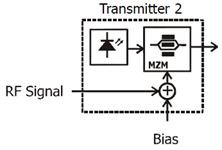 Transmitter 2
MZM
RF Signal
Bias